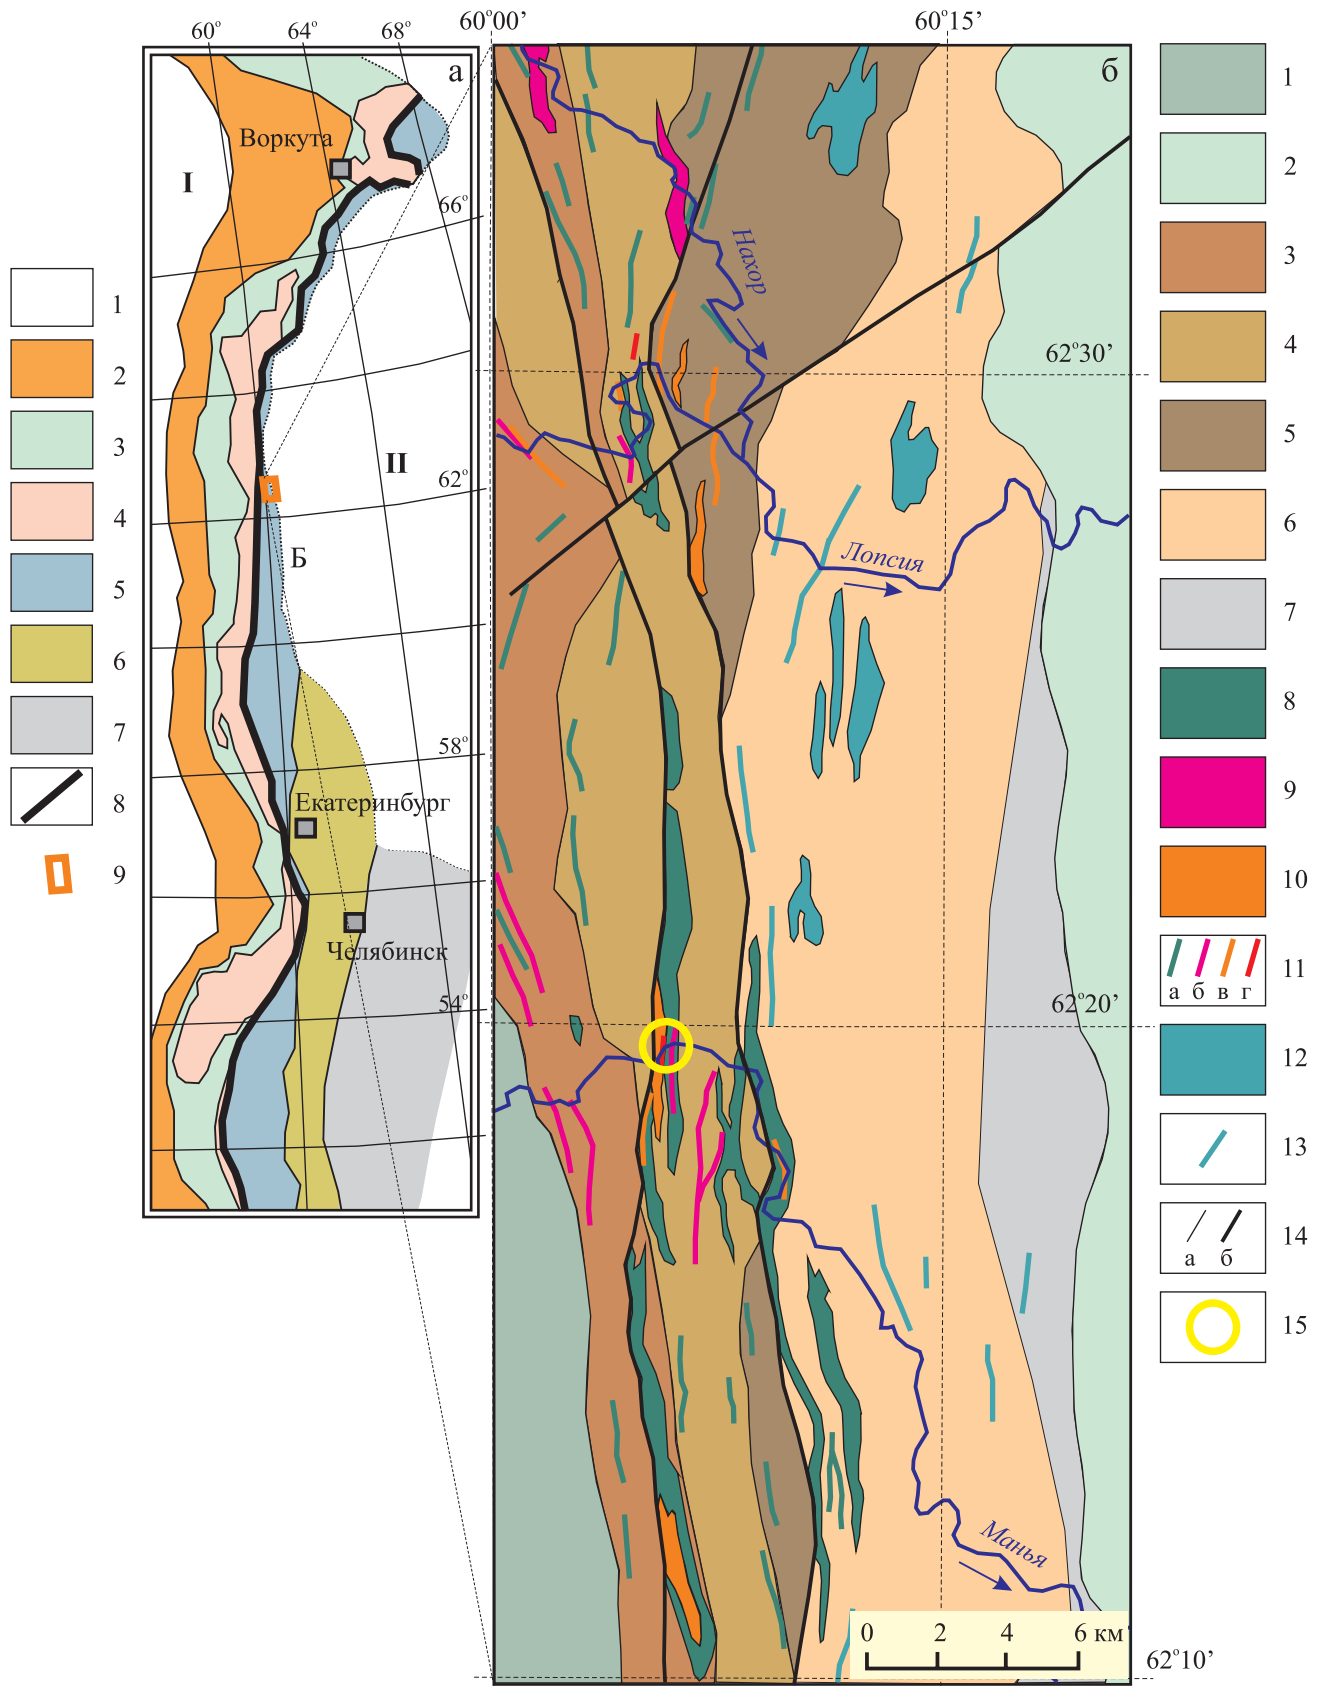 60° 64° 68°
60°00’ 60°15’
а
Воркута
I
66°
II
62°
Б
58°
Екатеринбург
Челябинск
54°
1
2
3
4
5
6
7
8
9
б
Нахор
62°30’
Лопсия
62°20’
Манья
0 2 4 6 км
62°10’
1
2
3
4
5
6
7
8
9
10
11
а б в г
12
13
14
а б
15